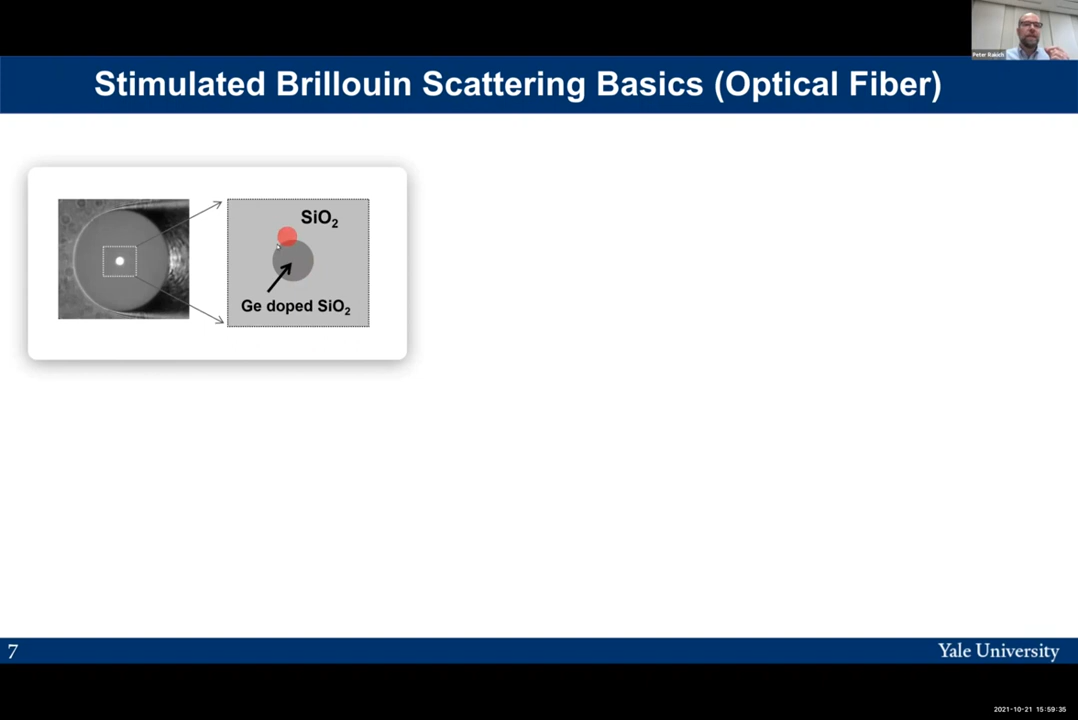 Peter Rakich
Stimulated Brillouin Scattering Basics (Optical Fiber)
SiO₂
Ge doped SiO₂
7
Yale University
2021-10-21 15:59:35